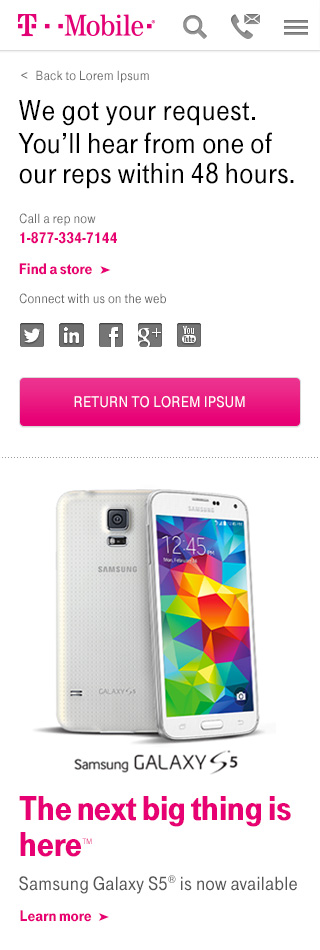 T··Mobile·®
< Back to Lorem Ipsum
We got your request.
You'll hear from one of
our reps within 48 hours.
Call a rep now
1-877-334-7144
Find a store ➤
Connect with us on the web
in f g+ You Tube
RETURN TO LOREM IPSUM
SAMSUNG
SAMSUNG
12:45 PM
GALAXY S5
Samsung GALAXY S5
The next big thing is
here™
Samsung Galaxy S5® is now available
Learn more ➤